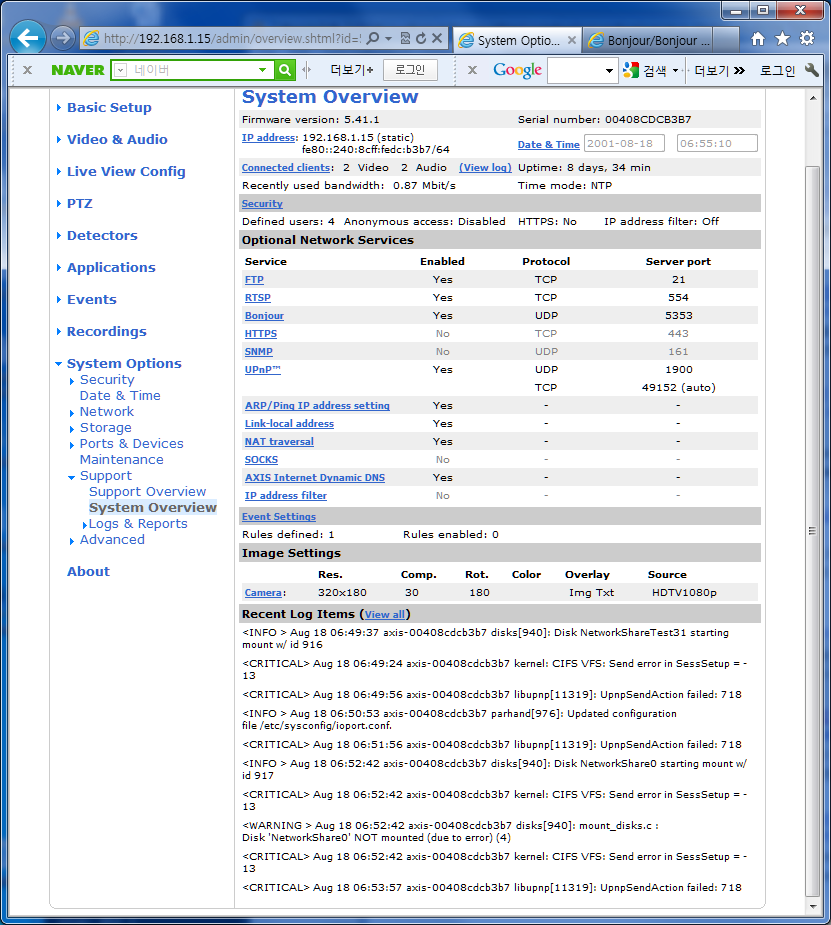 http://192.168.1.15/admin/overview.shtml?id=
System Optio...
Bonjour/Bonjour ...
NAVER 네이버 더보기+ 로그인
Google 검색 더보기 로그인
Basic Setup
Video & Audio
Live View Config
PTZ
Detectors
Applications
Events
Recordings
System Options
Security
Date & Time
Network
Storage
Ports & Devices
Maintenance
Support
Support Overview
System Overview
Logs & Reports
Advanced
About
System Overview
Firmware version: 5.41.1 Serial number: 00408CDCB3B7
IP address: 192.168.1.15 (static)
fe80::240:8cff:fedc:b3b7/64
Date & Time 2001-08-18 06:55:10
Connected clients: 2 Video 2 Audio (View log) Uptime: 8 days, 34 min
Recently used bandwidth: 0.87 Mbit/s Time mode: NTP
Security
Defined users: 4 Anonymous access: Disabled HTTPS: No IP address filter: Off
Optional Network Services
Service Enabled Protocol Server port
FTP Yes TCP 21
RTSP Yes TCP 554
Bonjour Yes UDP 5353
HTTPS No TCP 443
SNMP No UDP 161
UPnP™ Yes UDP 1900
TCP 49152 (auto)
ARP/Ping IP address setting Yes - -
Link-local address Yes - -
NAT traversal Yes - -
SOCKS No - -
AXIS Internet Dynamic DNS Yes - -
IP address filter No - -
Event Settings
Rules defined: 1 Rules enabled: 0
Image Settings
Res. Comp. Rot. Color Overlay Source
Camera: 320x180 30 180 Img Txt HDTV1080p
Recent Log Items (View all)
<INFO > Aug 18 06:49:37 axis-00408cdcb3b7 disks[940]: Disk NetworkShareTest31 starting
mount w/ id 916
<CRITICAL> Aug 18 06:49:24 axis-00408cdcb3b7 kernel: CIFS VFS: Send error in SessSetup = -
13
<CRITICAL> Aug 18 06:49:56 axis-00408cdcb3b7 libupnp[11319]: UpnpSendAction failed: 718
<INFO > Aug 18 06:50:53 axis-00408cdcb3b7 parhand[976]: Updated configuration
file /etc/sysconfig/ioport.conf.
<CRITICAL> Aug 18 06:51:56 axis-00408cdcb3b7 libupnp[11319]: UpnpSendAction failed: 718
<INFO > Aug 18 06:52:42 axis-00408cdcb3b7 disks[940]: Disk NetworkShare0 starting mount w/
id 917
<CRITICAL> Aug 18 06:52:42 axis-00408cdcb3b7 kernel: CIFS VFS: Send error in SessSetup = -
13
<WARNING > Aug 18 06:52:42 axis-00408cdcb3b7 disks[940]: mount_disks.c :
Disk 'NetworkShare0' NOT mounted (due to error) (4)
<CRITICAL> Aug 18 06:52:42 axis-00408cdcb3b7 kernel: CIFS VFS: Send error in SessSetup = -
13
<CRITICAL> Aug 18 06:53:57 axis-00408cdcb3b7 libupnp[11319]: UpnpSendAction failed: 718